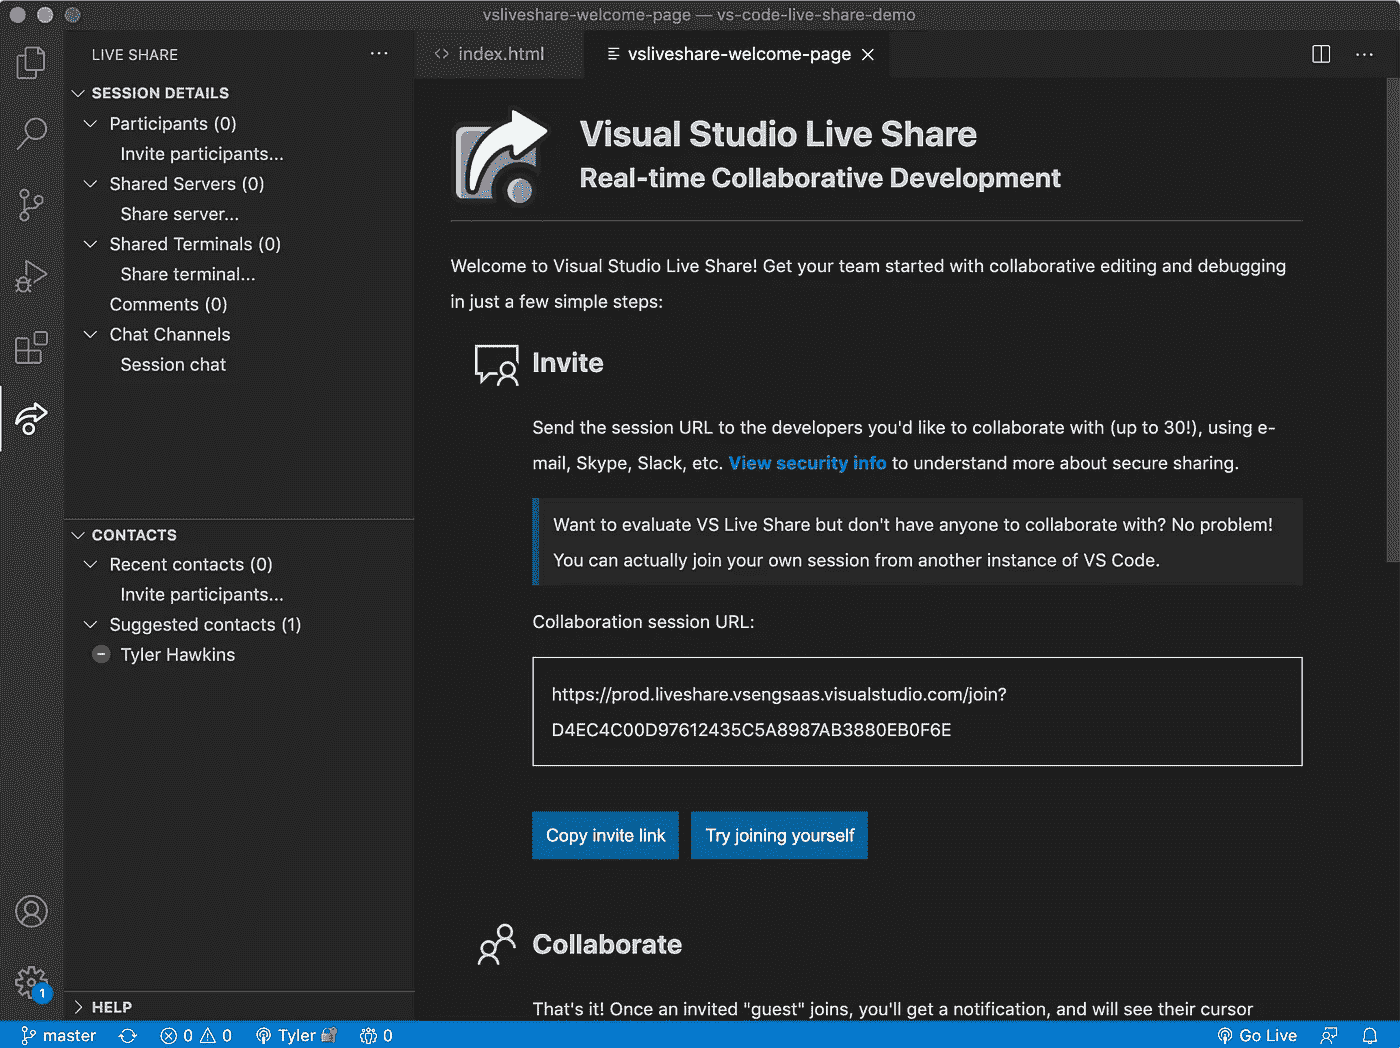 vsliveshare-welcome-page — vs-code-live-share-demo
LIVE SHARE
index.html
vsliveshare-welcome-page
SESSION DETAILS
Participants (0)
Invite participants...
Shared Servers (0)
Share server...
Shared Terminals (0)
Share terminal...
Comments (0)
Chat Channels
Session chat
CONTACTS
Recent contacts (0)
Invite participants...
Suggested contacts (1)
Tyler Hawkins
HELP
Visual Studio Live Share
Real-time Collaborative Development
Welcome to Visual Studio Live Share! Get your team started with collaborative editing and debugging
in just a few simple steps:
Invite
Send the session URL to the developers you'd like to collaborate with (up to 30!), using e-
mail, Skype, Slack, etc. View security info to understand more about secure sharing.
Want to evaluate VS Live Share but don't have anyone to collaborate with? No problem!
You can actually join your own session from another instance of VS Code.
Collaboration session URL:
https://prod.liveshare.vsengsaas.visualstudio.com/join?
D4EC4C00D97612435C5A8987AB3880EB0F6E
Copy invite link
Try joining yourself
Collaborate
That's it! Once an invited "guest" joins, you'll get a notification, and will see their cursor
1
master
0
0
Tyler
0
Go Live